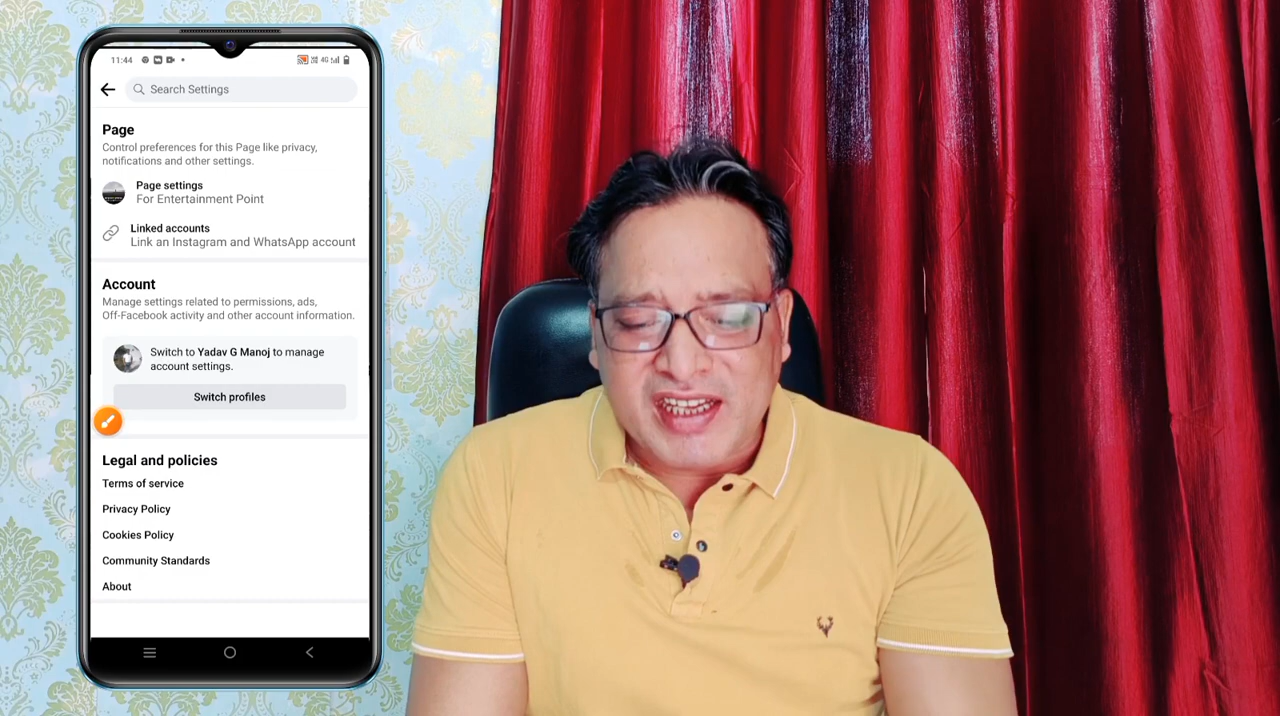 11:44
4G
Search Settings
Page
Control preferences for this Page like privacy,
notifications and other settings.
Page settings
For Entertainment Point
Linked accounts
Link an Instagram and WhatsApp account
Account
Manage settings related to permissions, ads,
Off-Facebook activity and other account information.
Switch to Yadav G Manoj to manage
account settings.
Switch profiles
Legal and policies
Terms of service
Privacy Policy
Cookies Policy
Community Standards
About